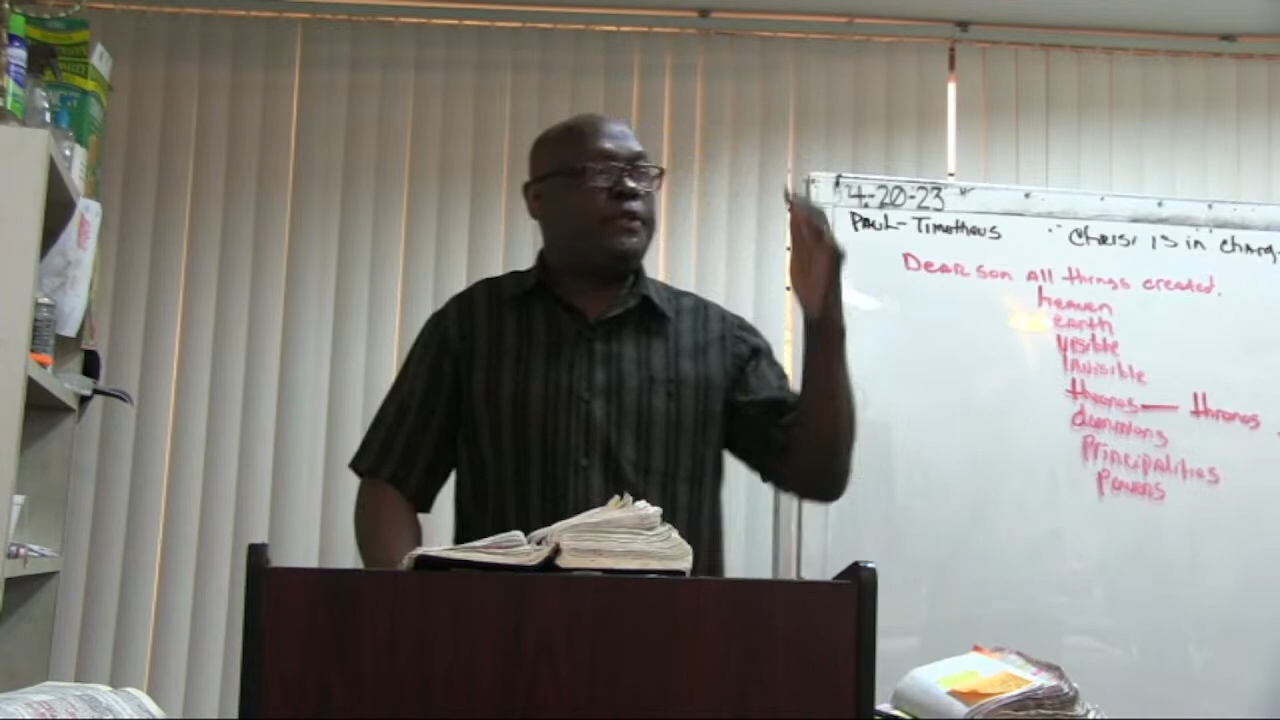 4-20-23
Paul-Timotheus "Christ is in" charg
Dear son all things created.
heaven
earth
visible
Invisible
thrones — thrones
dominions
Principalities
Powers